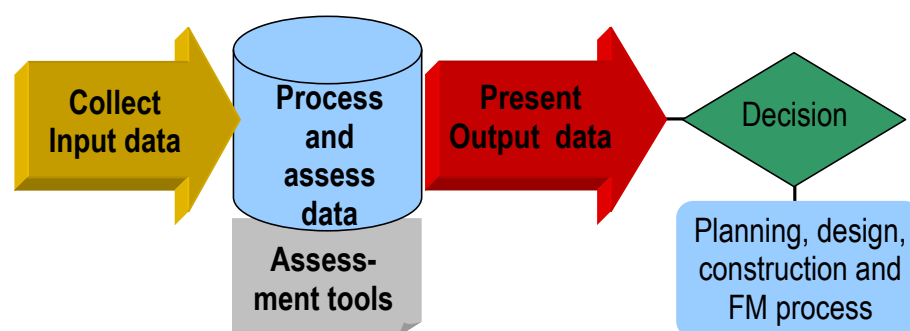 Collect
Input data
Process
and
assess
data
Assess-
ment tools
Present
Output data
Decision
Planning, design,
construction and
FM process